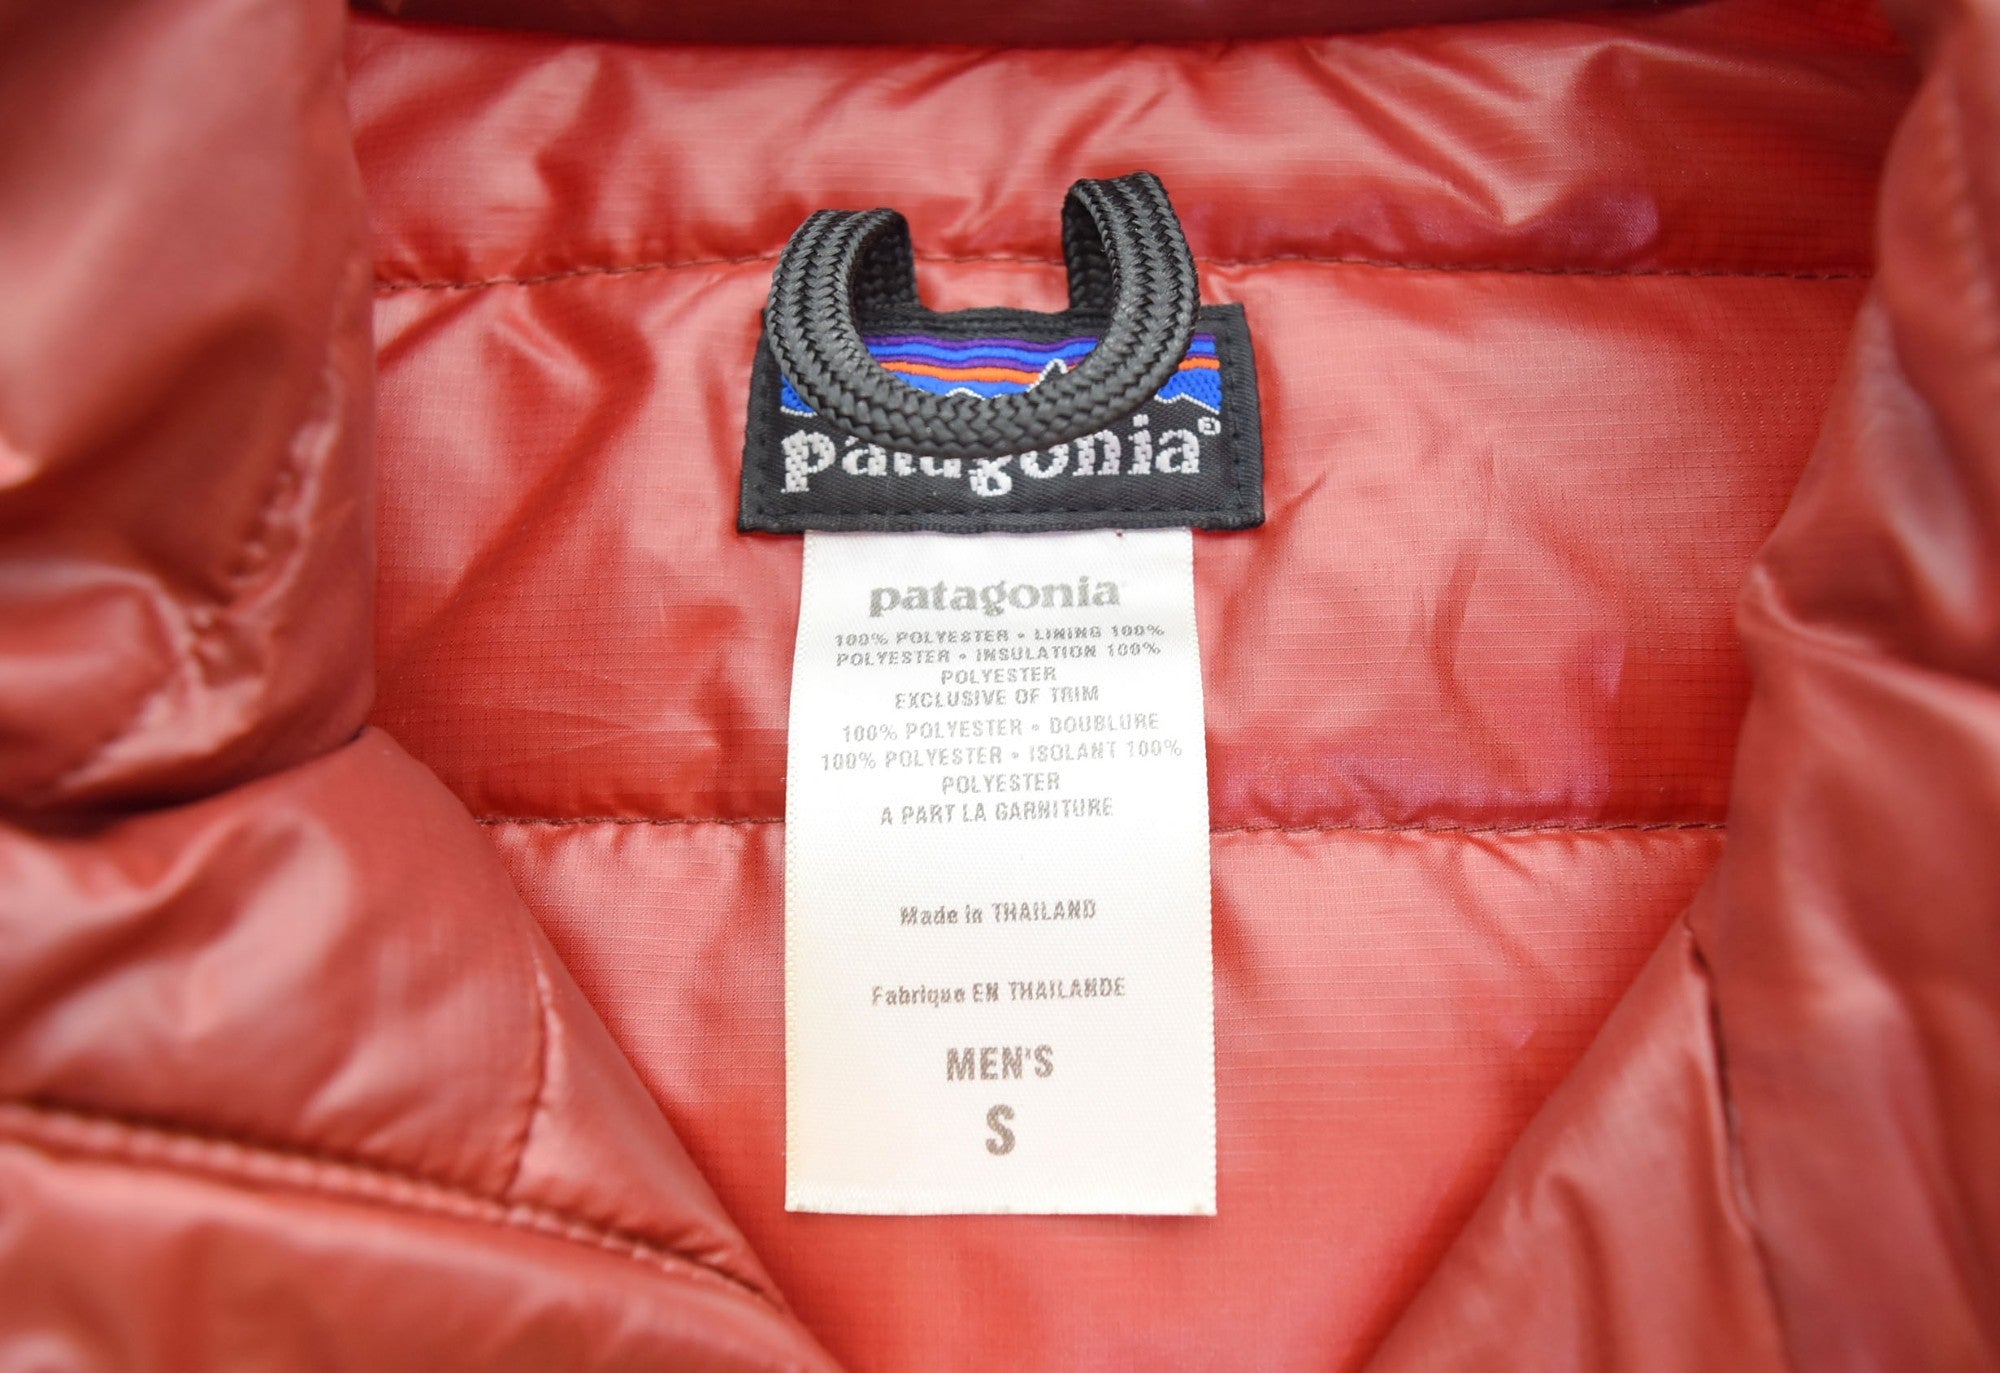 patagonia®
patagonia
100% POLYESTER • LINING 100%
POLYESTER • INSULATION 100%
POLYESTER
EXCLUSIVE OF TRIM
100% POLYESTER • DOUBLURE
100% POLYESTER • ISOLANT 100%
POLYESTER
A PART LA GARNITURE
Made in THAILAND
Fabrique EN THAILANDE
MEN'S
S